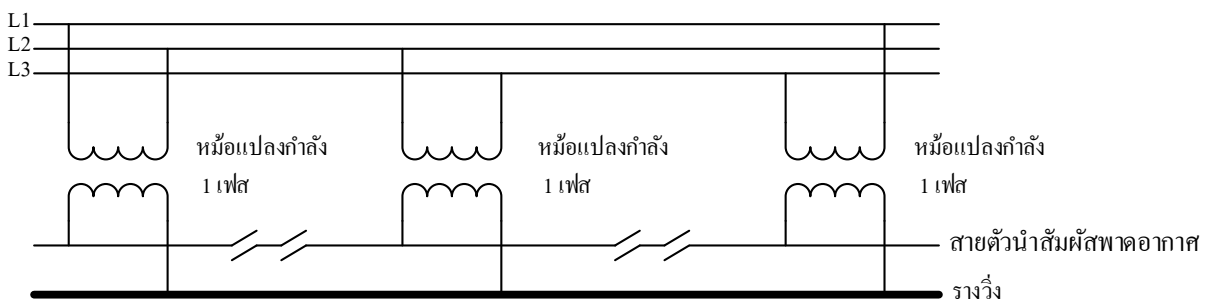 L1
L2
L3
หม้อแปลงกำลัง
1 เฟส
หม้อแปลงกำลัง
1 เฟส
หม้อแปลงกำลัง
1 เฟส
สายตัวนำสัมผัสพาดอากาศ
รางวิ่ง